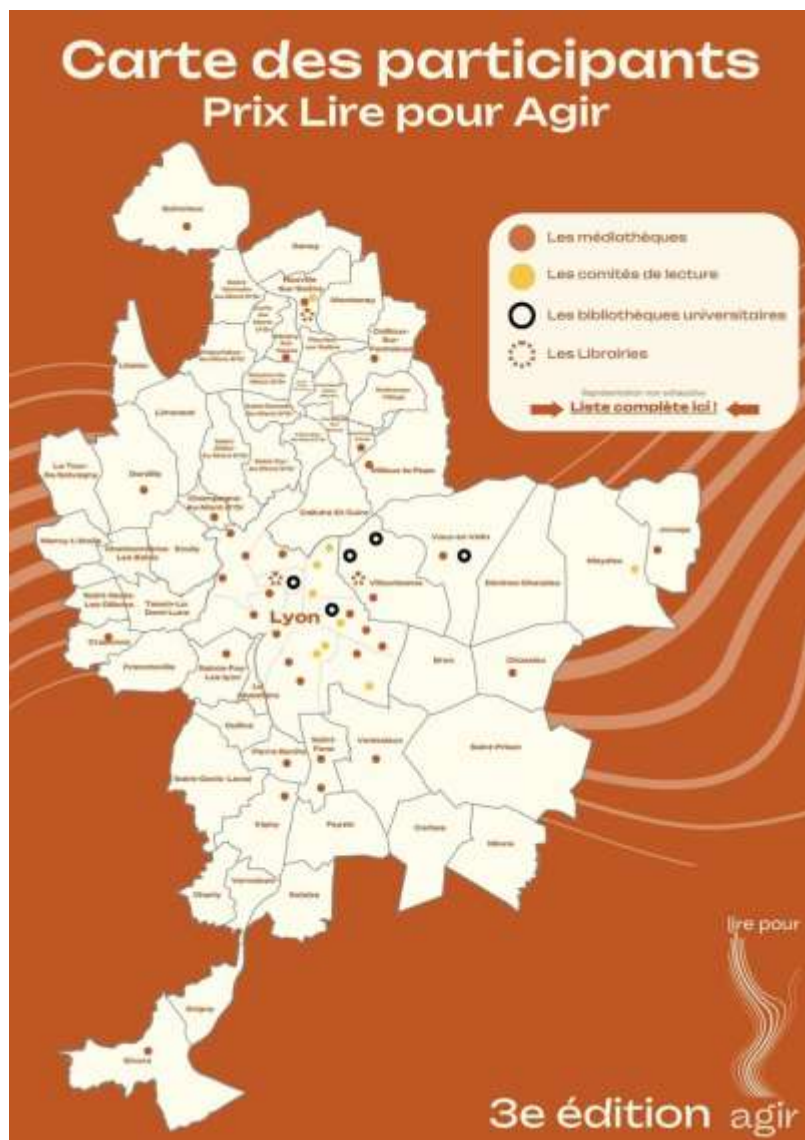 Carte des participants
Prix Lire pour Agir
Les médiathèques
Les comités de lecture
Les bibliothèques universitaires
Les Librairies
Représentation non exhaustive
Liste complète ici !
Quincieux
Genay
Neuville
Sur-Saône
Montanay
Cailloux-
Sur-
Fontaines
Lissieu
Limonest
La Tour-
De-Salvagny
Dardilly
Rillieux-la-Pape
Champagne-
Au-Mont-D'Or
Caluire-Et-Cuire
Vaulx-en-Velin
Jonage
Meyzieu
Marcy-L'Etoile
Charbonnières-
Les-Bains
Ecully
Villeurbanne
Décines-Charpieu
Saint-Genis-
Les-Ollières
Tassin-La-
Demi-Lune
Lyon
Craponne
Francheville
Sainte-Foy-
Les-Lyon
Bron
Chassieu
La
Mulatière
Oullins
Pierre-Bénite
Saint-
Fons
Vénissieux
Saint-Priest
Saint-Genis-Laval
Irigny
Feyzin
Corbas
Mions
Charly
Vernaison
Solaize
Grigny
Givors
lire pour
agir
3e édition